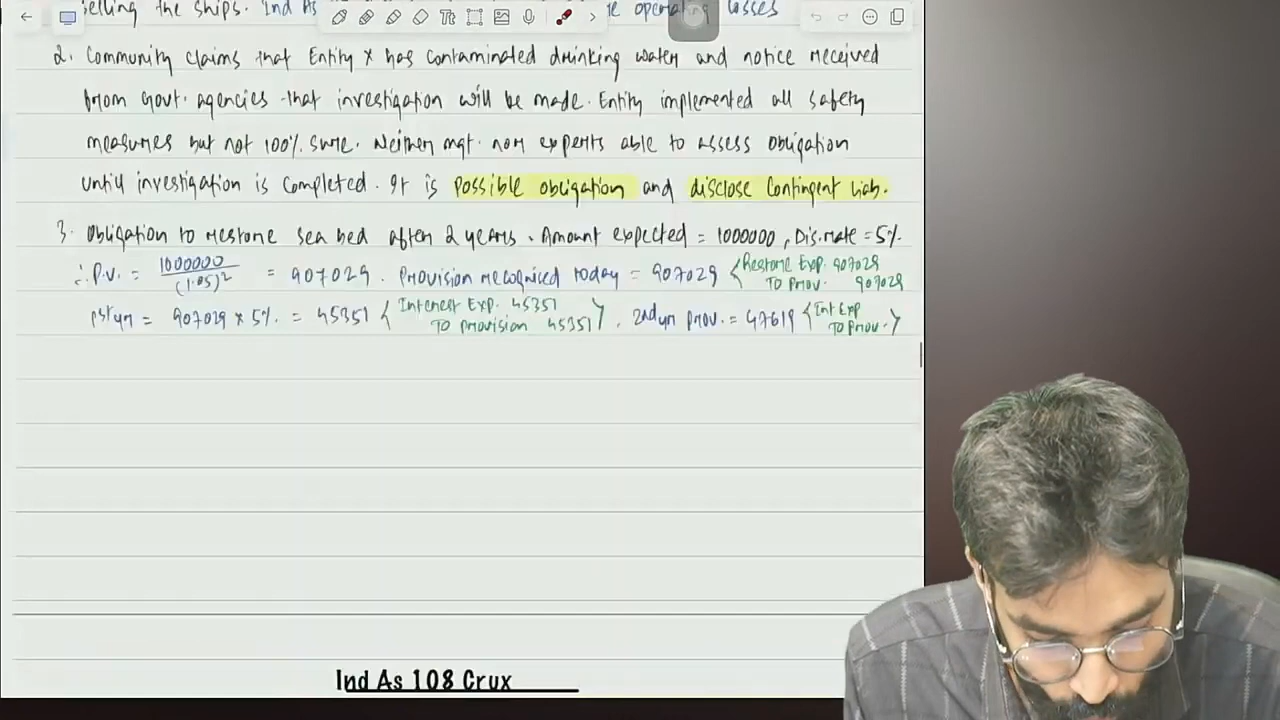 selling the ships. Ind As operating losses
2. Community claims that Entity X has contaminated drinking water and notice received
from Govt. agencies that investigation will be made. Entity implemented all safety
measures but not 100% sure. Neither mgt. nor experts able to assess obligation
until investigation is completed. It is possible obligation and disclose Contingent Liab.
3. Obligation to restore sea bed after 2 years. Amount expected = 1000000, Dis.rate = 5%.
∴ P.V. = 1000000 / (1.05)² = 907029. Provision recognised today = 907029 < Restore Exp. 907029
TO Prov. 907029
1st yr = 907029 × 5% = 45351 < Interest Exp. 45351
TO provision 45351 >, 2nd yr prov. = 47619 < Int Exp
TO Prov. >
Ind As 108 Crux